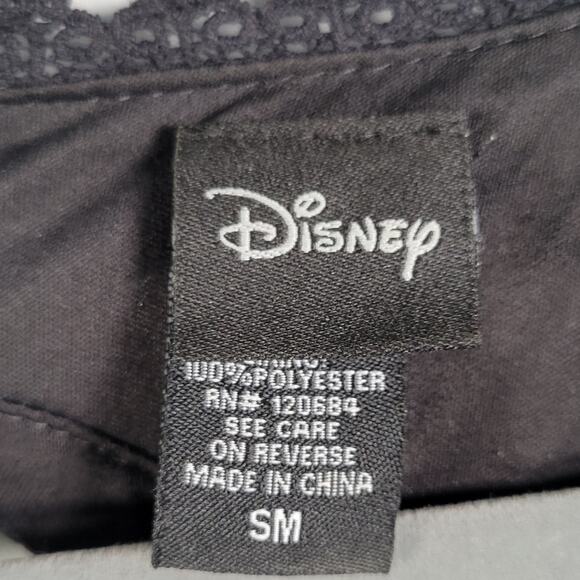 Disney
100% POLYESTER
RN# 120684
SEE CARE
ON REVERSE
MADE IN CHINA
SM